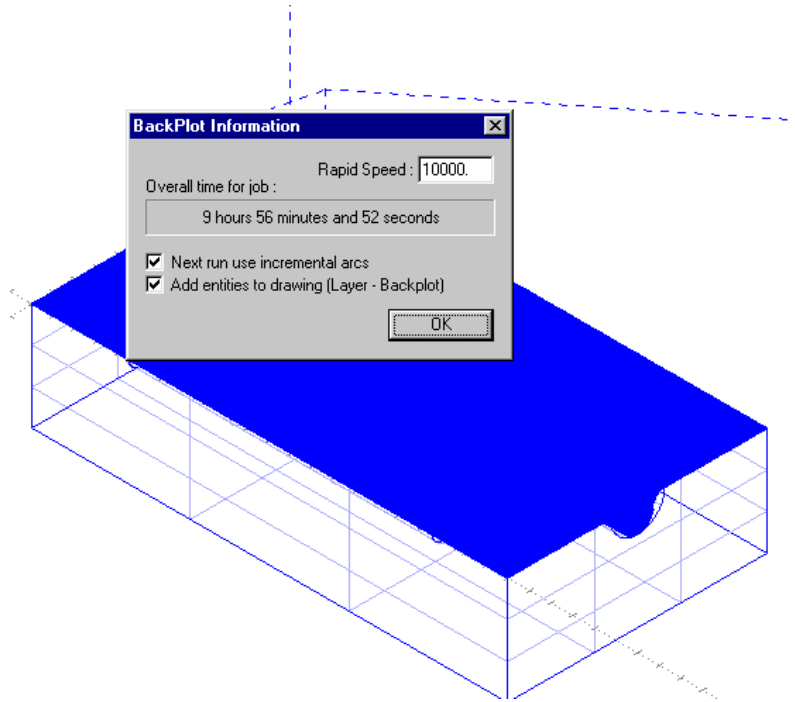 BackPlot Information
Rapid Speed : 10000.
Overall time for job :
9 hours 56 minutes and 52 seconds
Next run use incremental arcs
Add entities to drawing (Layer - Backplot)
OK